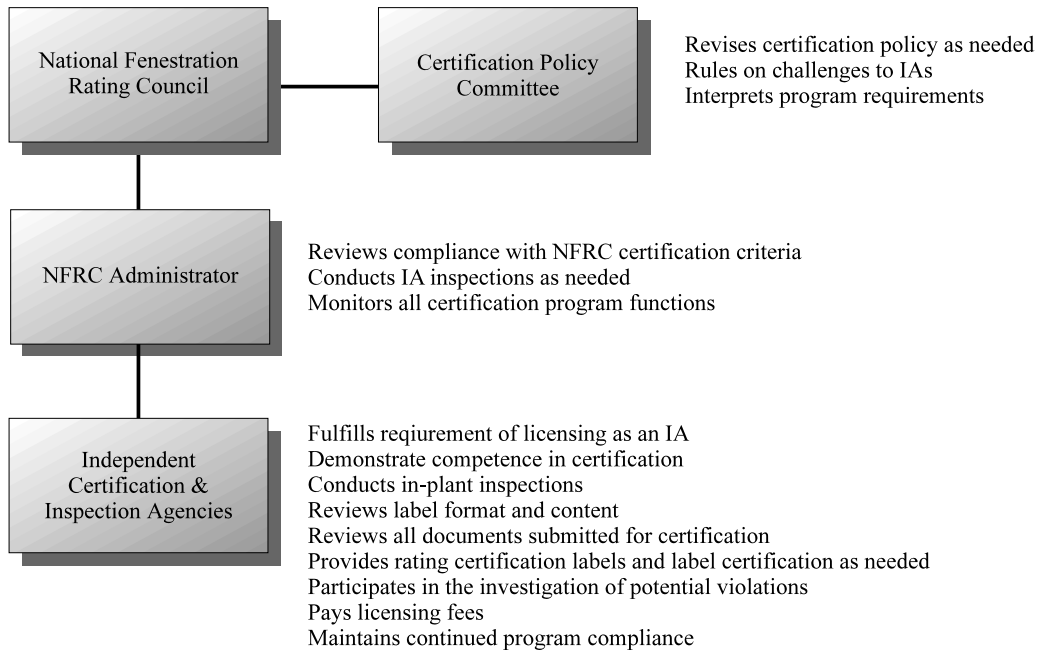 National Fenestration
Rating Council
Certification Policy
Committee
Revises certification policy as needed
Rules on challenges to IAs
Interprets program requirements
NFRC Administrator
Reviews compliance with NFRC certification criteria
Conducts IA inspections as needed
Monitors all certification program functions
Independent
Certification &
Inspection Agencies
Fulfills reqiurement of licensing as an IA
Demonstrate competence in certification
Conducts in-plant inspections
Reviews label format and content
Reviews all documents submitted for certification
Provides rating certification labels and label certification as needed
Participates in the investigation of potential violations
Pays licensing fees
Maintains continued program compliance